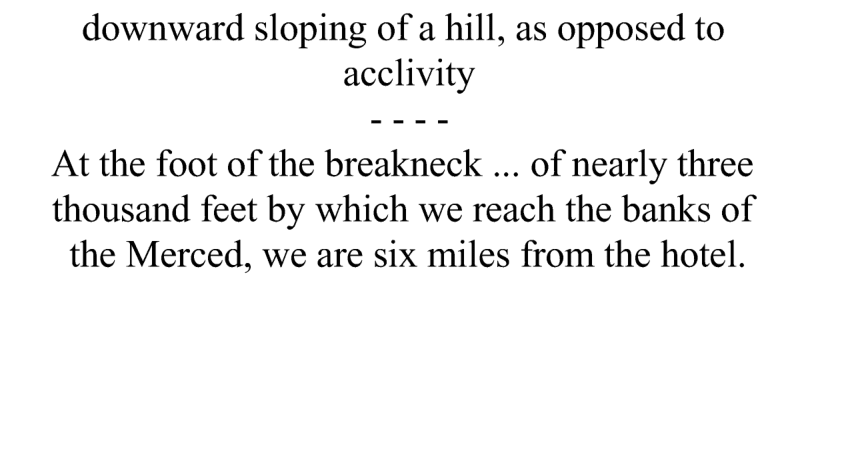 downward sloping of a hill, as opposed to
acclivity
- - - -
At the foot of the breakneck ... of nearly three
thousand feet by which we reach the banks of
the Merced, we are six miles from the hotel.